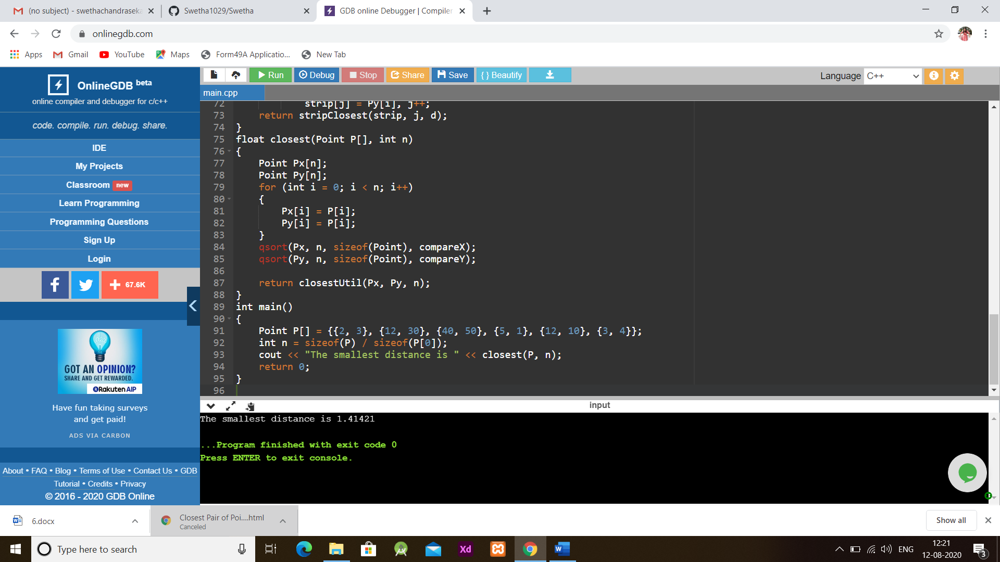 (no subject) - swethachandraseka
Swetha1029/Swetha
GDB online Debugger | Compiler
onlinegdb.com
Apps
Gmail
YouTube
Maps
Form49A Applicatio...
New Tab
OnlineGDB beta
online compiler and debugger for c/c++
code. compile. run. debug. share.
IDE
My Projects
Classroom new
Learn Programming
Programming Questions
Sign Up
Login
67.6K
GOT AN OPINION?
SHARE AND GET REWARDED.
Rakuten AIP
Have fun taking surveys
and get paid!
ADS VIA CARBON
About • FAQ • Blog • Terms of Use • Contact Us • GDB
Tutorial • Credits • Privacy
© 2016 - 2020 GDB Online
Run
Debug
Stop
Share
Save
{ } Beautify
Language C++
main.cpp
72 strip[j] = Py[i], j++;
73 return stripClosest(strip, j, d);
74 }
75 float closest(Point P[], int n)
76 {
77 Point Px[n];
78 Point Py[n];
79 for (int i = 0; i < n; i++)
80 {
81 Px[i] = P[i];
82 Py[i] = P[i];
83 }
84 qsort(Px, n, sizeof(Point), compareX);
85 qsort(Py, n, sizeof(Point), compareY);
86
87 return closestUtil(Px, Py, n);
88 }
89 int main()
90 {
91 Point P[] = {{2, 3}, {12, 30}, {40, 50}, {5, 1}, {12, 10}, {3, 4}};
92 int n = sizeof(P) / sizeof(P[0]);
93 cout << "The smallest distance is " << closest(P, n);
94 return 0;
95 }
96
input
The smallest distance is 1.41421
...Program finished with exit code 0
Press ENTER to exit console.
6.docx
Closest Pair of Poi....html
Canceled
Show all
Type here to search
Xd
ENG
12:21
12-08-2020
3